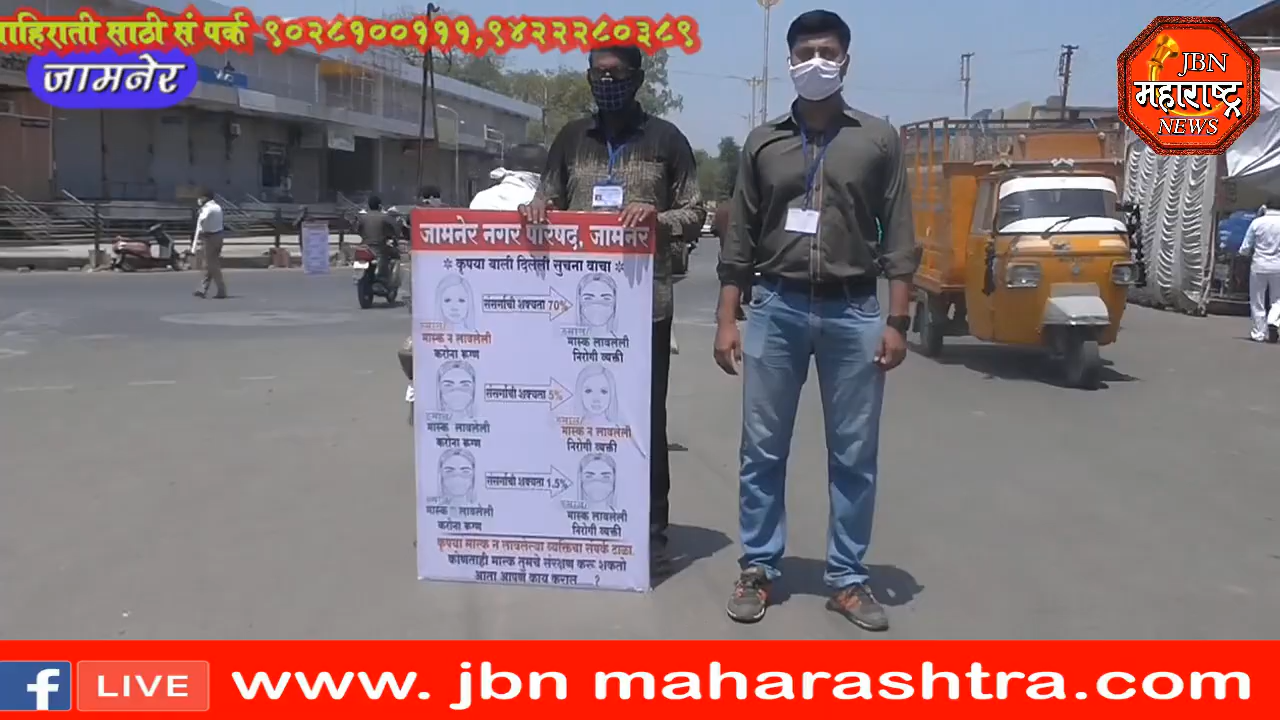 जाहिराती साठी सं पर्क ९०२८१००१११,९४२२२८०३८९
जामनेर
JBN
महाराष्ट्र
NEWS
जामनेर नगर परिषद, जामनेर
* कृपया खाली दिलेली सुचना वाचा *
संसर्गाची शक्यता 70%
रुमाल/
मास्क न लावलेली
करोना रूग्ण
रुमाल/
मास्क लावलेली
निरोगी व्यक्ती
संसर्गाची शक्यता 5%
रुमाल/
मास्क लावलेली
करोना रूग्ण
रुमाल/
मास्क न लावलेली
निरोगी व्यक्ती
संसर्गाची शक्यता 1.5%
रुमाल/
मास्क लावलेली
करोना रूग्ण
रुमाल/
मास्क लावलेली
निरोगी व्यक्ती
कृपया मास्क न लावलेल्या व्यक्तिचा संपर्क टाळा.
कोणताही मास्क तुमचे संरक्षण करू शकतो
आता आपण काय कराल ....?
f LIVE www. jbn maharashtra.com